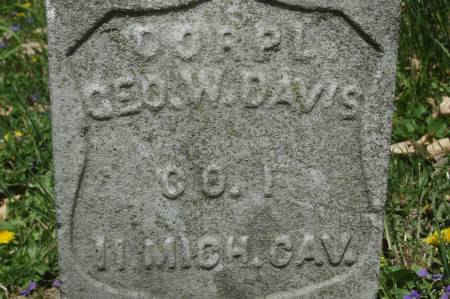 CORPL
GEO. W. DAVIS
CO. I
11 MICH. CAV.